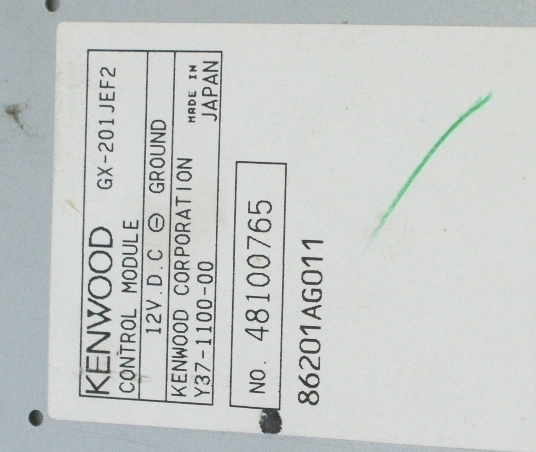 KENWOOD GX-201JEF2
CONTROL MODULE
12V.D.C ⊖ GROUND
KENWOOD CORPORATION MADE IN
Y37-1100-00 JAPAN
NO. 48100765
86201AG011